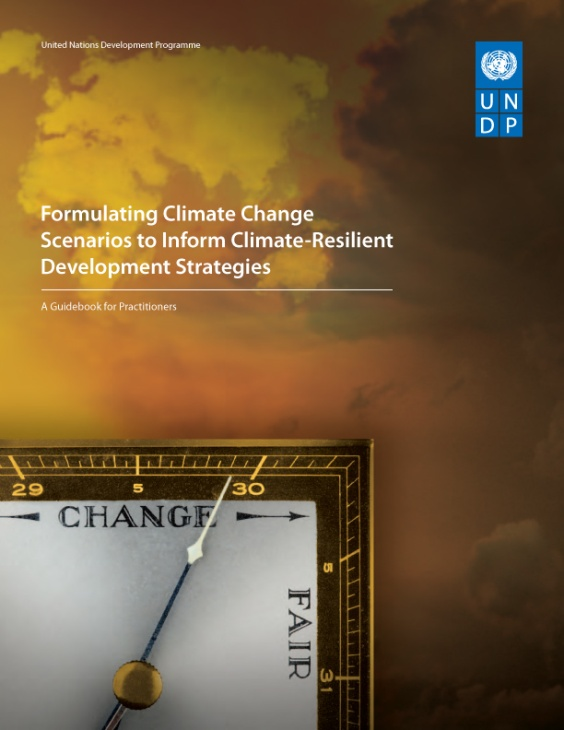 United Nations Development Programme
U N
D P
Formulating Climate Change
Scenarios to Inform Climate-Resilient
Development Strategies
A Guidebook for Practitioners
29 5 30
CHANGE
5
FAIR
31